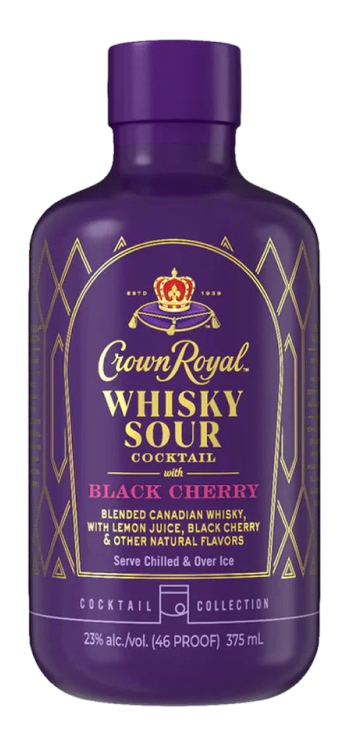 ESTD 1939
Crown Royal™
WHISKY
SOUR
COCKTAIL
with
BLACK CHERRY
BLENDED CANADIAN WHISKY,
WITH LEMON JUICE, BLACK CHERRY
& OTHER NATURAL FLAVORS
Serve Chilled & Over Ice
COCKTAIL COLLECTION
23% alc./vol. (46 PROOF) 375 mL